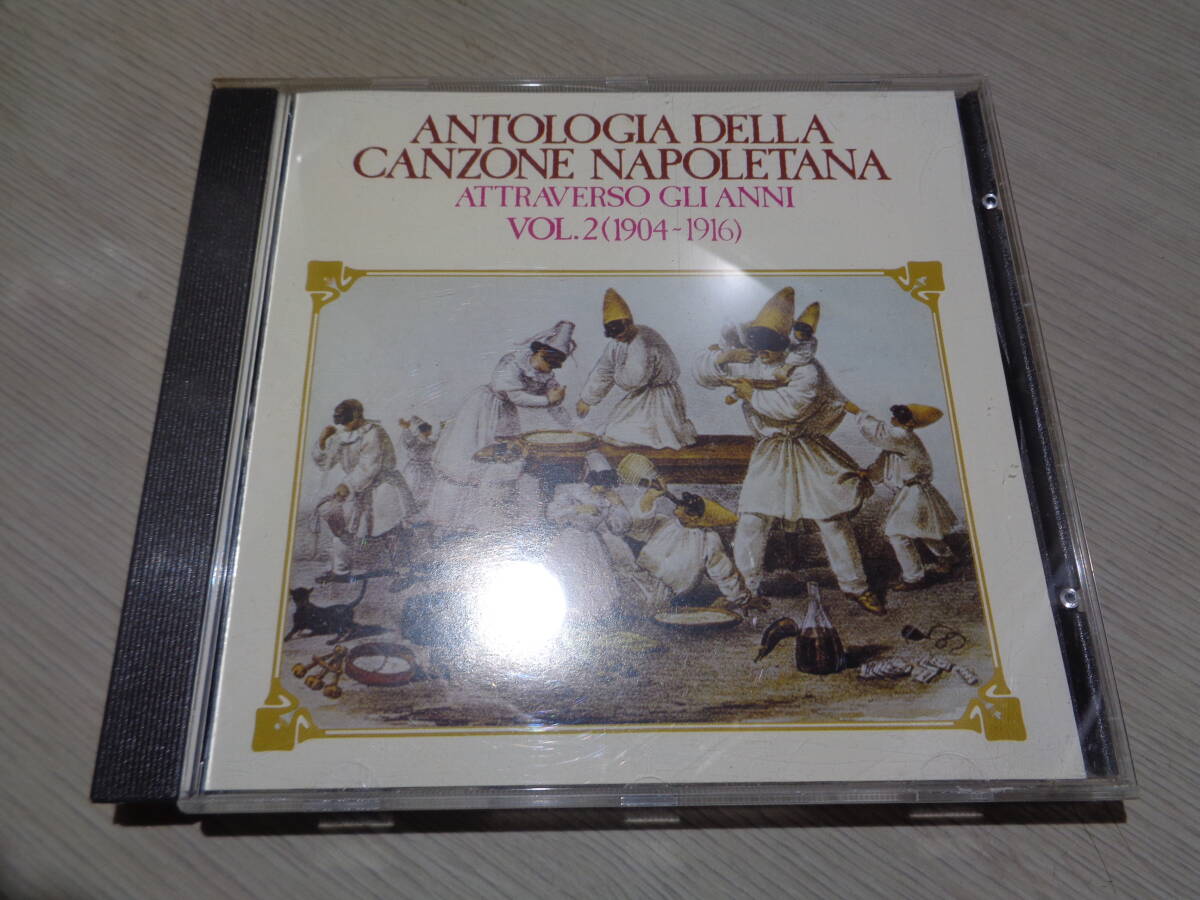 ANTOLOGIA DELLA
CANZONE NAPOLETANA
ATTRAVERSO GLI ANNI
VOL.2(1904~1916)